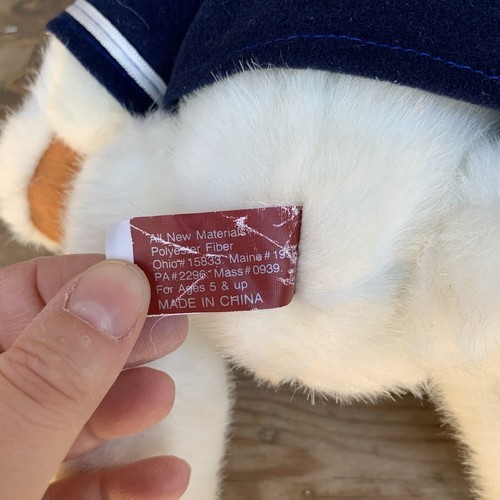 All New Materials
Polyester Fiber
Ohio# 15833 Maine #
PA# 2296 Mass# 0939.
For Ages 5 & up
MADE IN CHINA